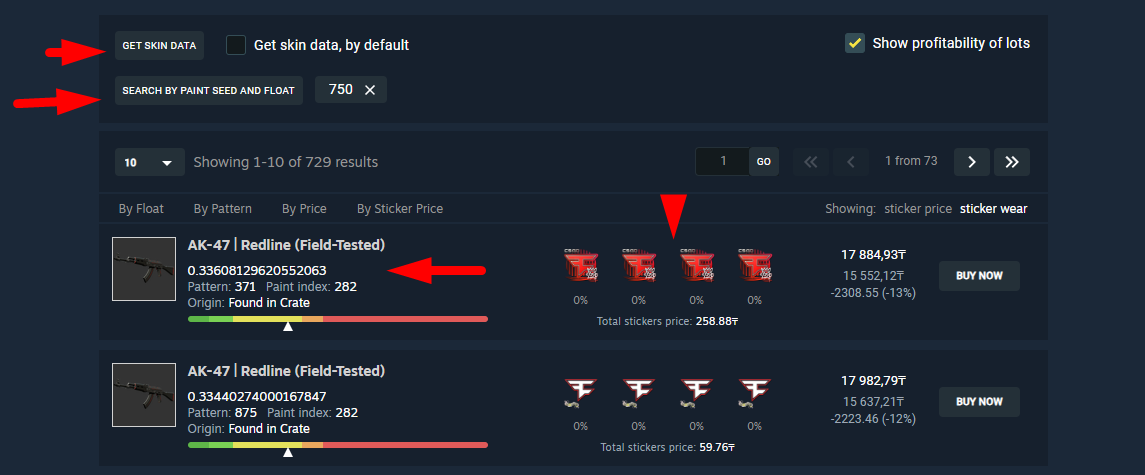 GET SKIN DATA
Get skin data, by default
Show profitability of lots
SEARCH BY PAINT SEED AND FLOAT
750 ×
10
Showing 1-10 of 729 results
1
GO
1 from 73
By Float
By Pattern
By Price
By Sticker Price
Showing: sticker price sticker wear
AK-47 | Redline (Field-Tested)
0.33608129620552063
Pattern: 371 Paint index: 282
Origin: Found in Crate
0% 0% 0% 0%
Total stickers price: 258.88₸
17 884,93₸
15 552,12₸
-2308.55 (-13%)
BUY NOW
AK-47 | Redline (Field-Tested)
0.33440274000167847
Pattern: 875 Paint index: 282
Origin: Found in Crate
0% 0% 0% 0%
Total stickers price: 59.76₸
17 982,79₸
15 637,21₸
-2223.46 (-12%)
BUY NOW